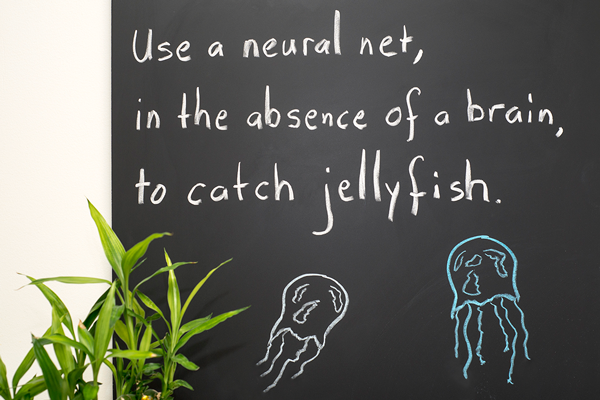 Use a neural net,
in the absence of a brain,
to catch jellyfish.